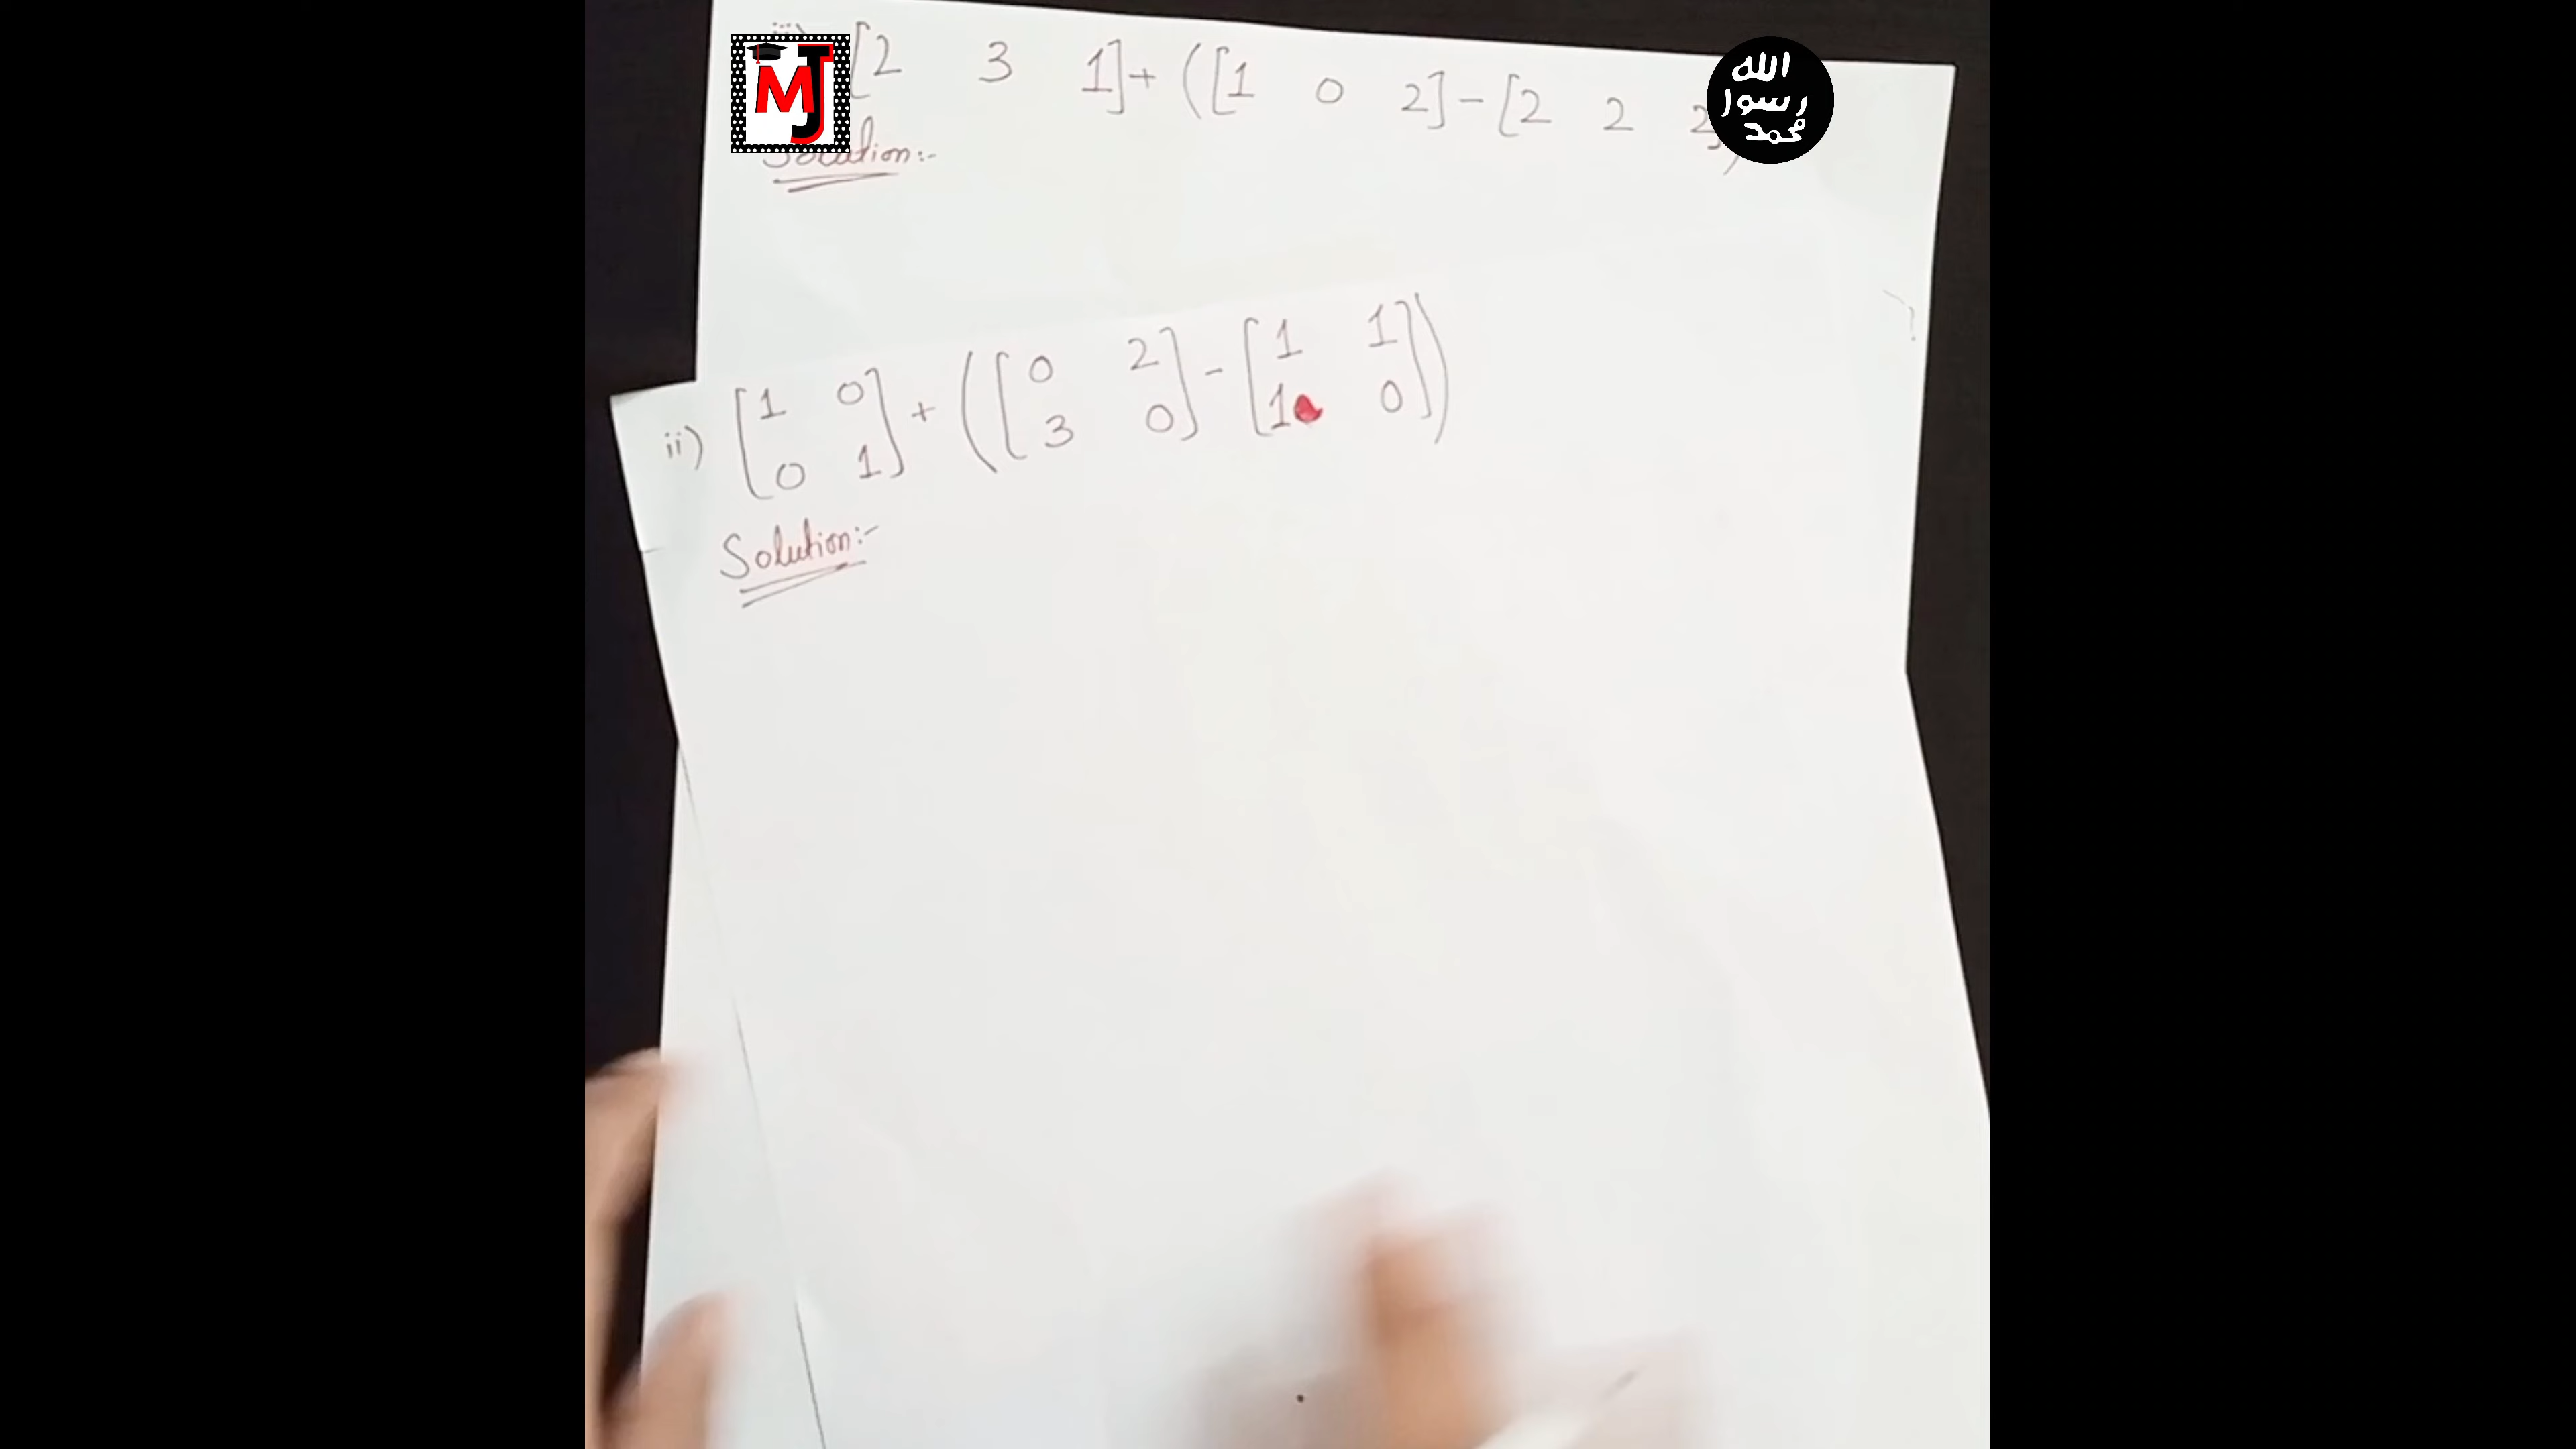 [2 3 1] + ([1 0 2] - [2 2 2])
MJ
الله
رسول
محمد
Solution:-
ii) [1 0] + ([0 2] - [1 1])
[0 1] [3 0] [1 0]
Solution:-